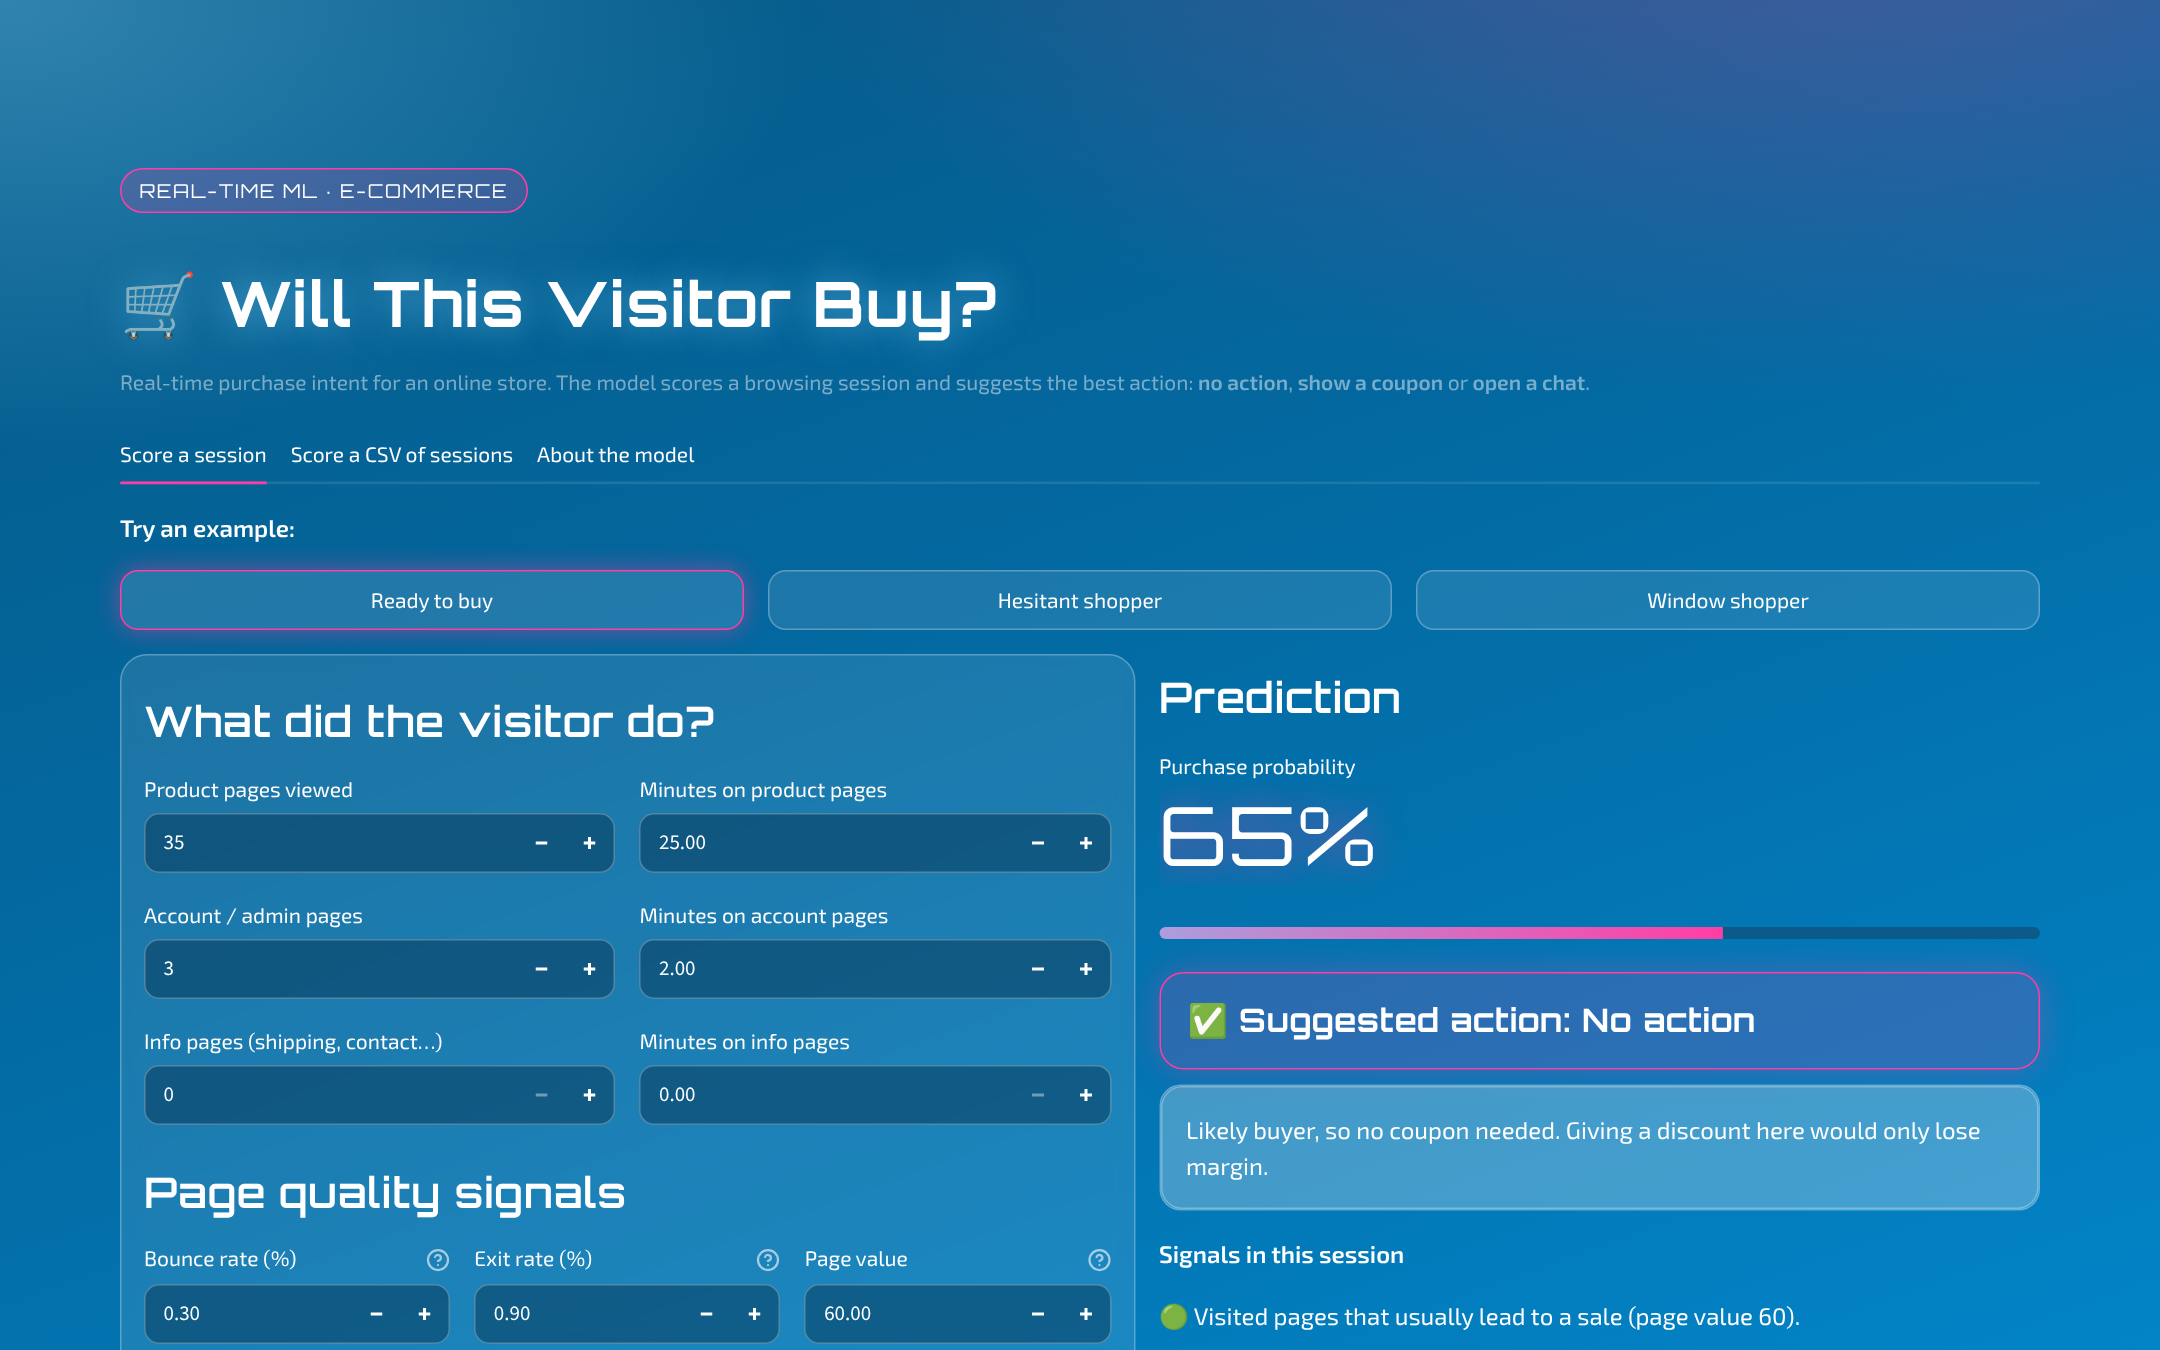 REAL-TIME ML · E-COMMERCE
🛒 Will This Visitor Buy?
Real-time purchase intent for an online store. The model scores a browsing session and suggests the best action: no action, show a coupon or open a chat.
Score a session Score a CSV of sessions About the model
Try an example:
Ready to buy Hesitant shopper Window shopper
What did the visitor do?
Product pages viewed Minutes on product pages
35 − + 25.00 − +
Account / admin pages Minutes on account pages
3 − + 2.00 − +
Info pages (shipping, contact…) Minutes on info pages
0 − + 0.00 − +
Page quality signals
Bounce rate (%) ? Exit rate (%) ? Page value ?
0.30 − + 0.90 − + 60.00 − +
Prediction
Purchase probability
65%
✅ Suggested action: No action
Likely buyer, so no coupon needed. Giving a discount here would only lose
margin.
Signals in this session
🟢 Visited pages that usually lead to a sale (page value 60).